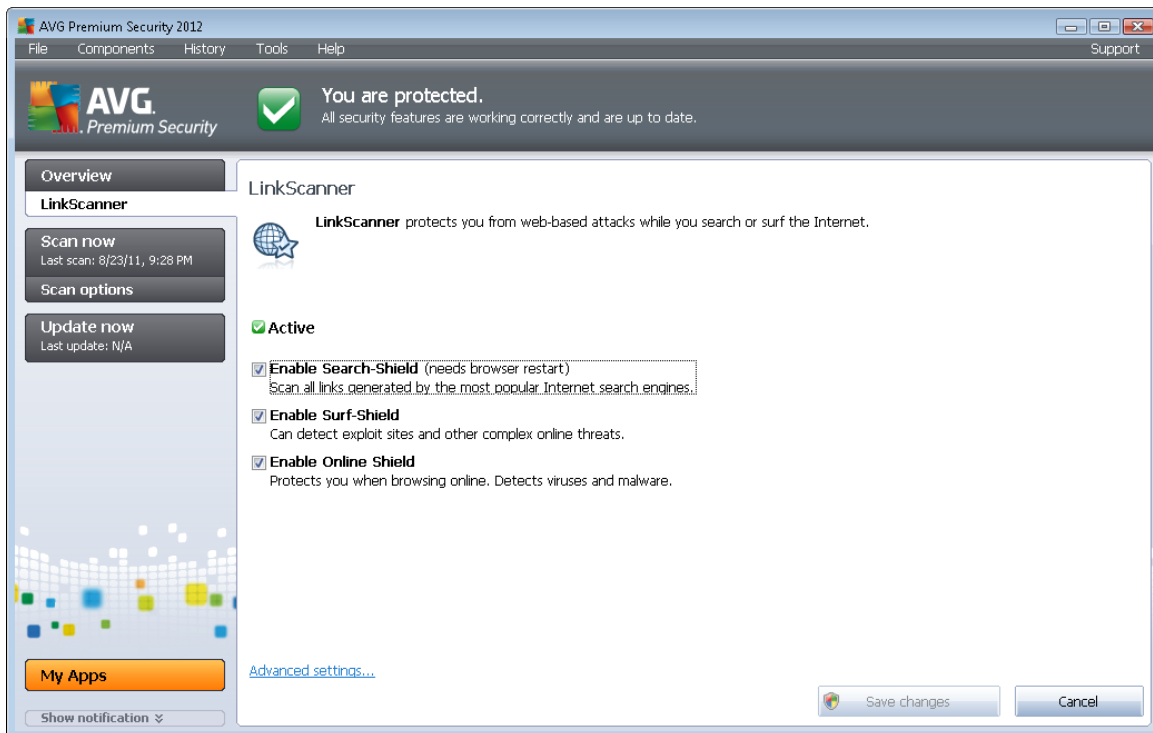 AVG Premium Security 2012
File Components History Tools Help Support
AVG.
Premium Security
You are protected.
All security features are working correctly and are up to date.
Overview
LinkScanner
Scan now
Last scan: 8/23/11, 9:28 PM
Scan options
Update now
Last update: N/A
My Apps
Show notification
LinkScanner
LinkScanner protects you from web-based attacks while you search or surf the Internet.
Active
Enable Search-Shield (needs browser restart)
Scan all links generated by the most popular Internet search engines.
Enable Surf-Shield
Can detect exploit sites and other complex online threats.
Enable Online Shield
Protects you when browsing online. Detects viruses and malware.
Advanced settings...
Save changes
Cancel